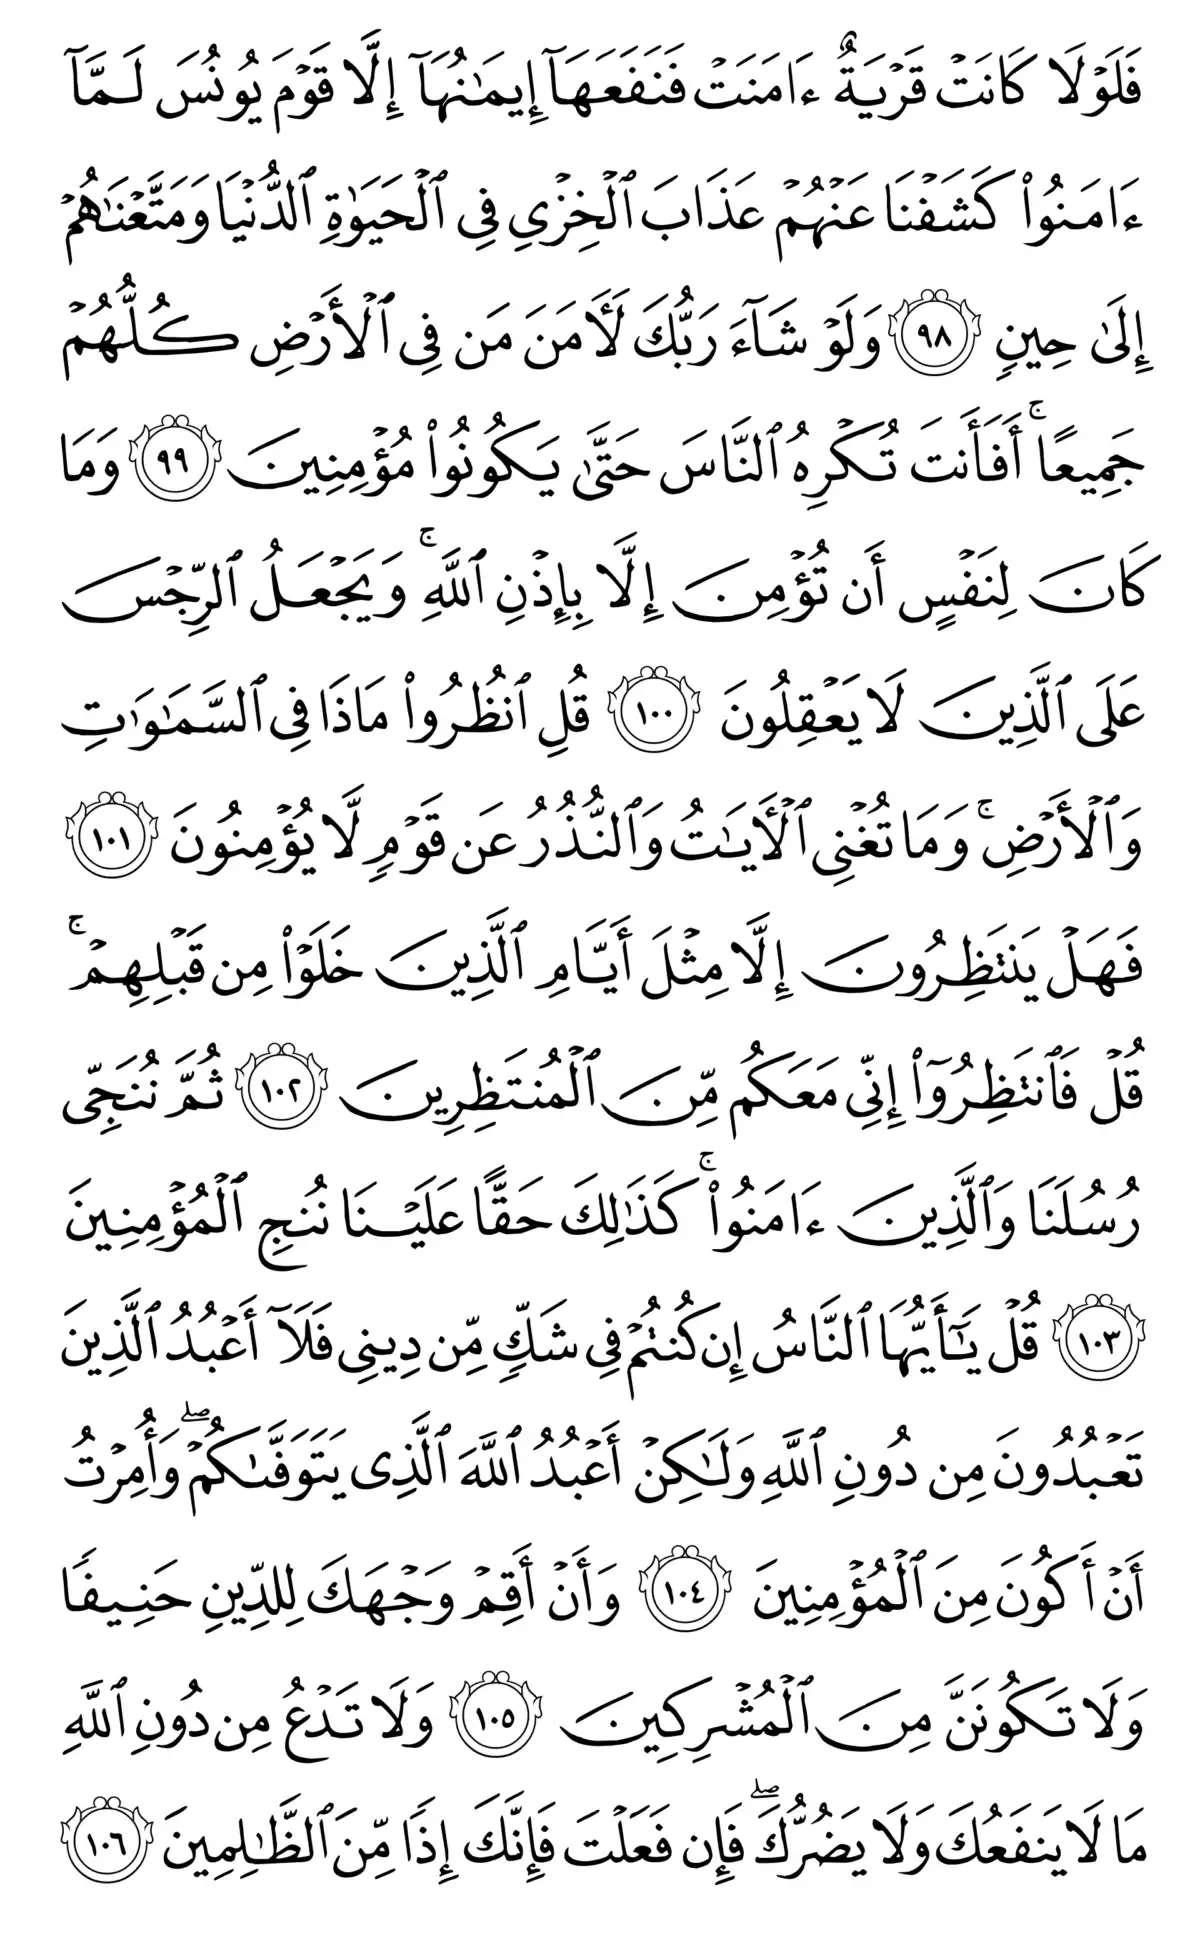 فَلَوۡلَا كَانَتۡ قَرۡيَةٌ ءَامَنَتۡ فَنَفَعَهَآ إِيمَٰنُهَآ إِلَّا قَوۡمَ يُونُسَ لَمَّآ
ءَامَنُواْ كَشَفۡنَا عَنۡهُمۡ عَذَابَ ٱلۡخِزۡيِ فِي ٱلۡحَيَوٰةِ ٱلدُّنۡيَا وَمَتَّعۡنَٰهُمۡ
إِلَىٰ حِينٖ ٩٨ وَلَوۡ شَآءَ رَبُّكَ لَأٓمَنَ مَن فِي ٱلۡأَرۡضِ كُلُّهُمۡ
جَمِيعًاۚ أَفَأَنتَ تُكۡرِهُ ٱلنَّاسَ حَتَّىٰ يَكُونُواْ مُؤۡمِنِينَ ٩٩ وَمَا
كَانَ لِنَفۡسٍ أَن تُؤۡمِنَ إِلَّا بِإِذۡنِ ٱللَّهِۚ وَيَجۡعَلُ ٱلرِّجۡسَ
عَلَى ٱلَّذِينَ لَا يَعۡقِلُونَ ١٠٠ قُلِ ٱنظُرُواْ مَاذَا فِي ٱلسَّمَٰوَٰتِ
وَٱلۡأَرۡضِۚ وَمَا تُغۡنِي ٱلۡأٓيَٰتُ وَٱلنُّذُرُ عَن قَوۡمٖ لَّا يُؤۡمِنُونَ ١٠١
فَهَلۡ يَنتَظِرُونَ إِلَّا مِثۡلَ أَيَّامِ ٱلَّذِينَ خَلَوۡاْ مِن قَبۡلِهِمۡۚ
قُلۡ فَٱنتَظِرُوٓاْ إِنِّي مَعَكُم مِّنَ ٱلۡمُنتَظِرِينَ ١٠٢ ثُمَّ نُنَجِّي
رُسُلَنَا وَٱلَّذِينَ ءَامَنُواْۚ كَذَٰلِكَ حَقًّا عَلَيۡنَا نُنجِ ٱلۡمُؤۡمِنِينَ
١٠٣ قُلۡ يَٰٓأَيُّهَا ٱلنَّاسُ إِن كُنتُمۡ فِي شَكّٖ مِّن دِينِي فَلَآ أَعۡبُدُ ٱلَّذِينَ
تَعۡبُدُونَ مِن دُونِ ٱللَّهِ وَلَٰكِنۡ أَعۡبُدُ ٱللَّهَ ٱلَّذِي يَتَوَفَّىٰكُمۡۖ وَأُمِرۡتُ
أَنۡ أَكُونَ مِنَ ٱلۡمُؤۡمِنِينَ ١٠٤ وَأَنۡ أَقِمۡ وَجۡهَكَ لِلدِّينِ حَنِيفٗا
وَلَا تَكُونَنَّ مِنَ ٱلۡمُشۡرِكِينَ ١٠٥ وَلَا تَدۡعُ مِن دُونِ ٱللَّهِ
مَا لَا يَنفَعُكَ وَلَا يَضُرُّكَۖ فَإِن فَعَلۡتَ فَإِنَّكَ إِذٗا مِّنَ ٱلظَّٰلِمِينَ ١٠٦